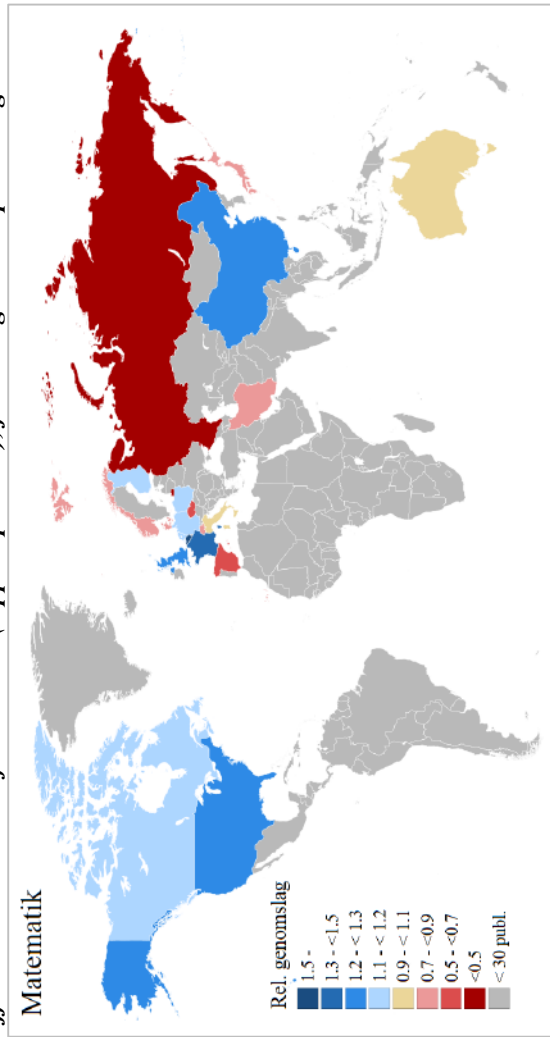 Matematik
Rel. genomslag
1.5 -
1.3 - <1.5
1.2 - < 1.3
1.1 - < 1.2
0.9 - < 1.1
0.7 - <0.9
0.5 - <0.7
<0.5
< 30 publ.